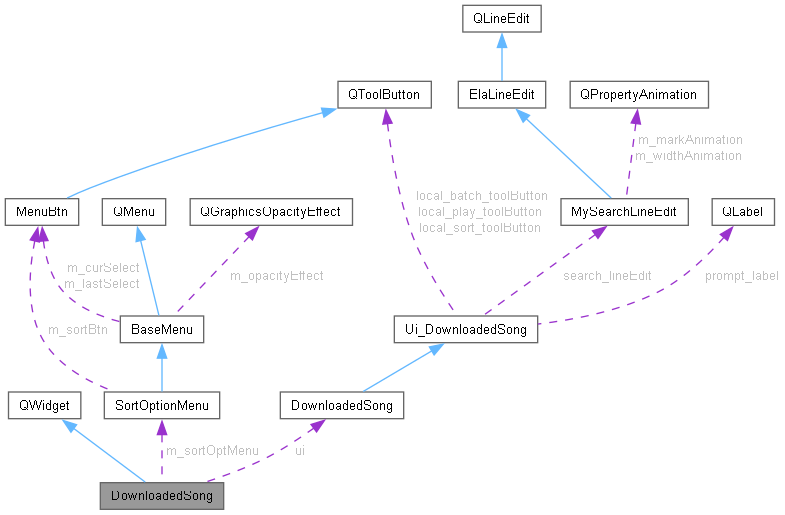 QLineEdit
QToolButton
ElaLineEdit
QPropertyAnimation
m_markAnimation
m_widthAnimation
MenuBtn
QMenu
QGraphicsOpacityEffect
local_batch_toolButton
local_play_toolButton
local_sort_toolButton
MySearchLineEdit
QLabel
m_curSelect
m_lastSelect
m_opacityEffect
search_lineEdit
prompt_label
m_sortBtn
BaseMenu
Ui_DownloadedSong
QWidget
SortOptionMenu
DownloadedSong
m_sortOptMenu
ui
DownloadedSong